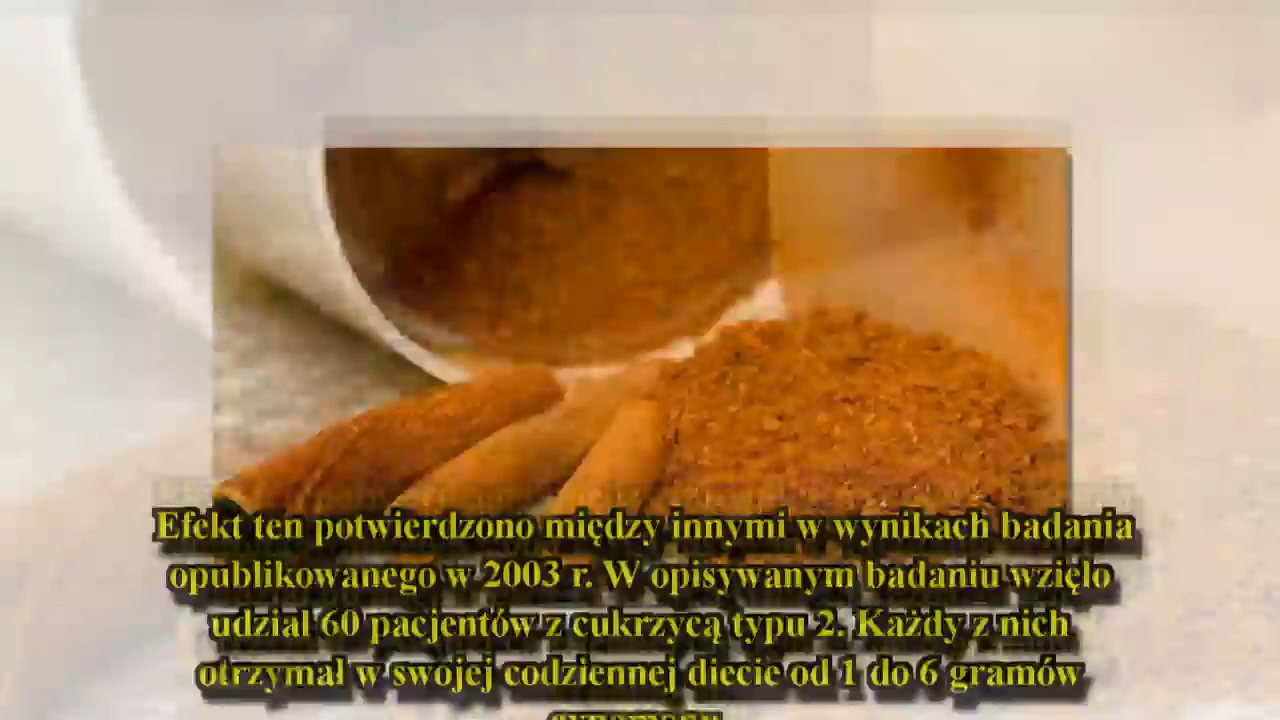 Efekt ten potwierdzono między innymi w wynikach badania
opublikowanego w 2003 r. W opisywanym badaniu wzięło
udział 60 pacjentów z cukrzycą typu 2. Każdy z nich
otrzymał w swojej codziennej diecie od 1 do 6 gramów